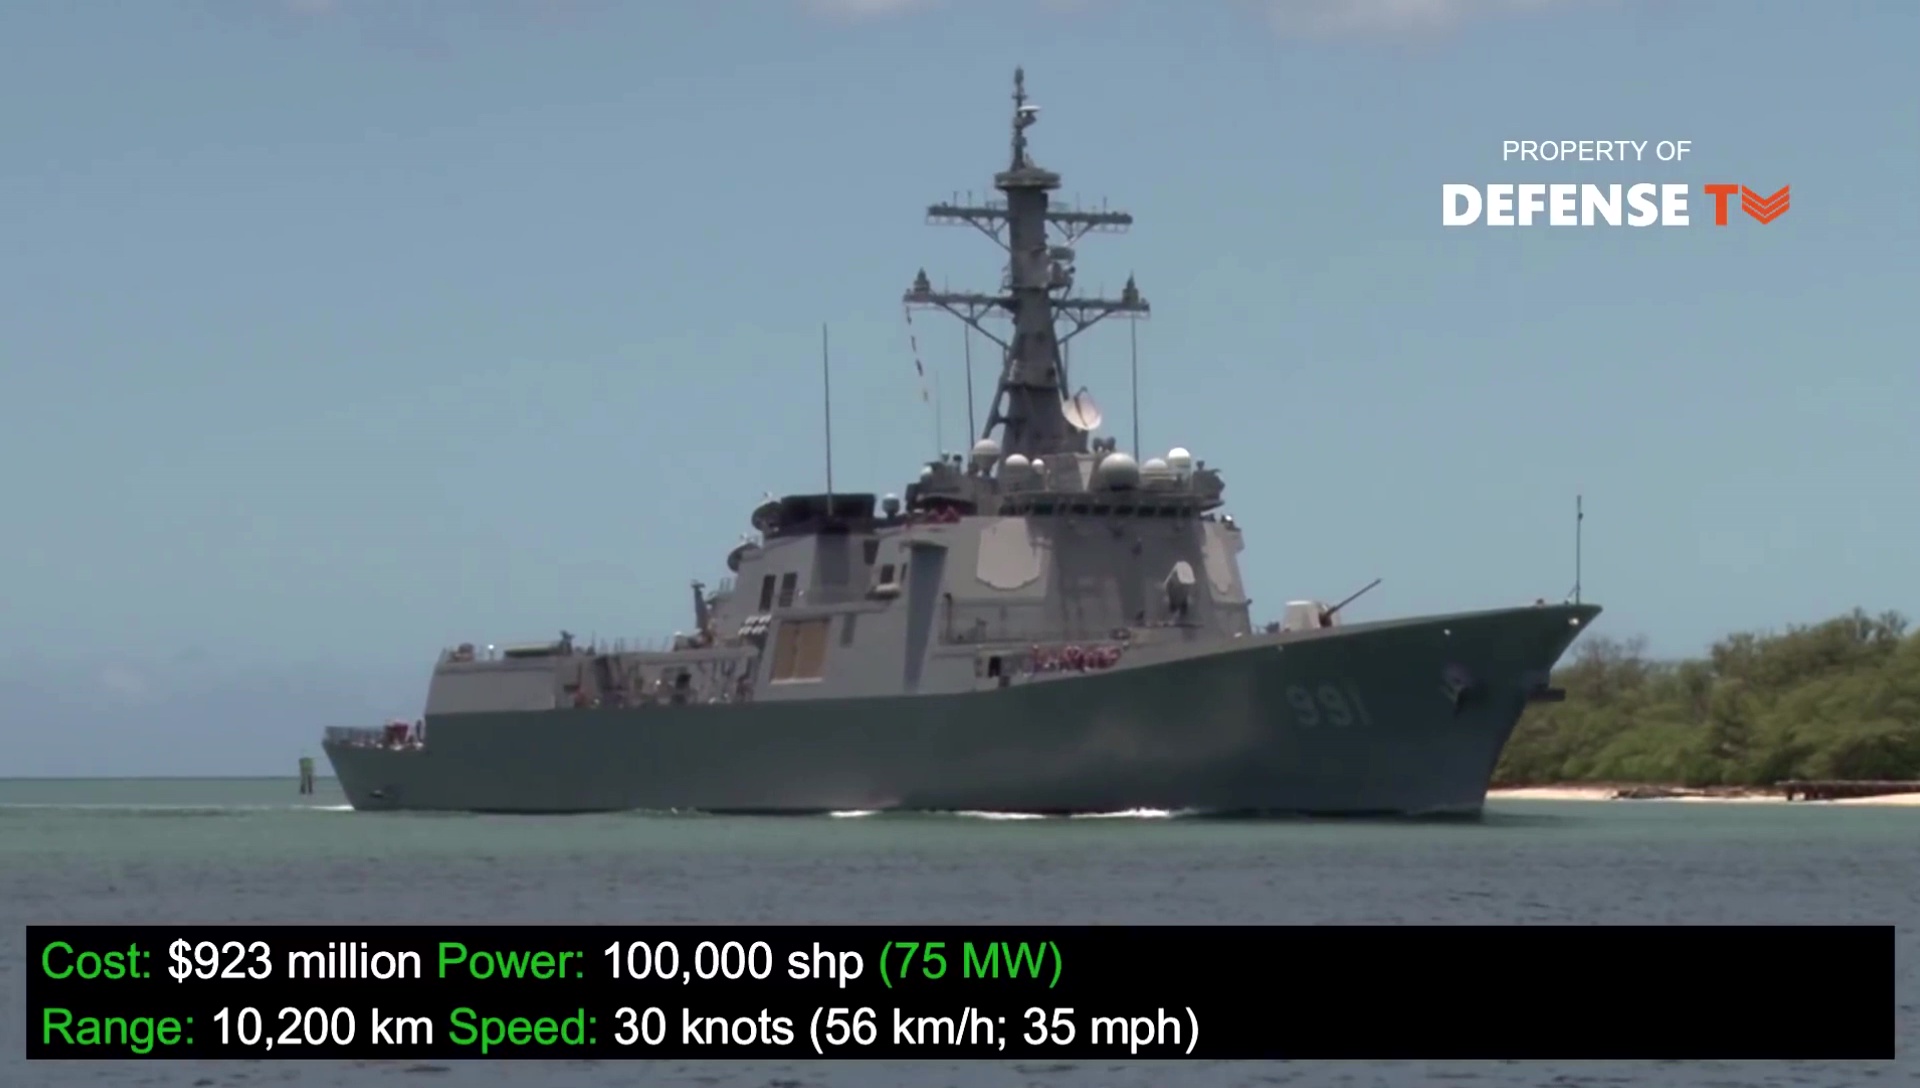 PROPERTY OF
DEFENSE TV
991
Cost: $923 million Power: 100,000 shp (75 MW)
Range: 10,200 km Speed: 30 knots (56 km/h; 35 mph)